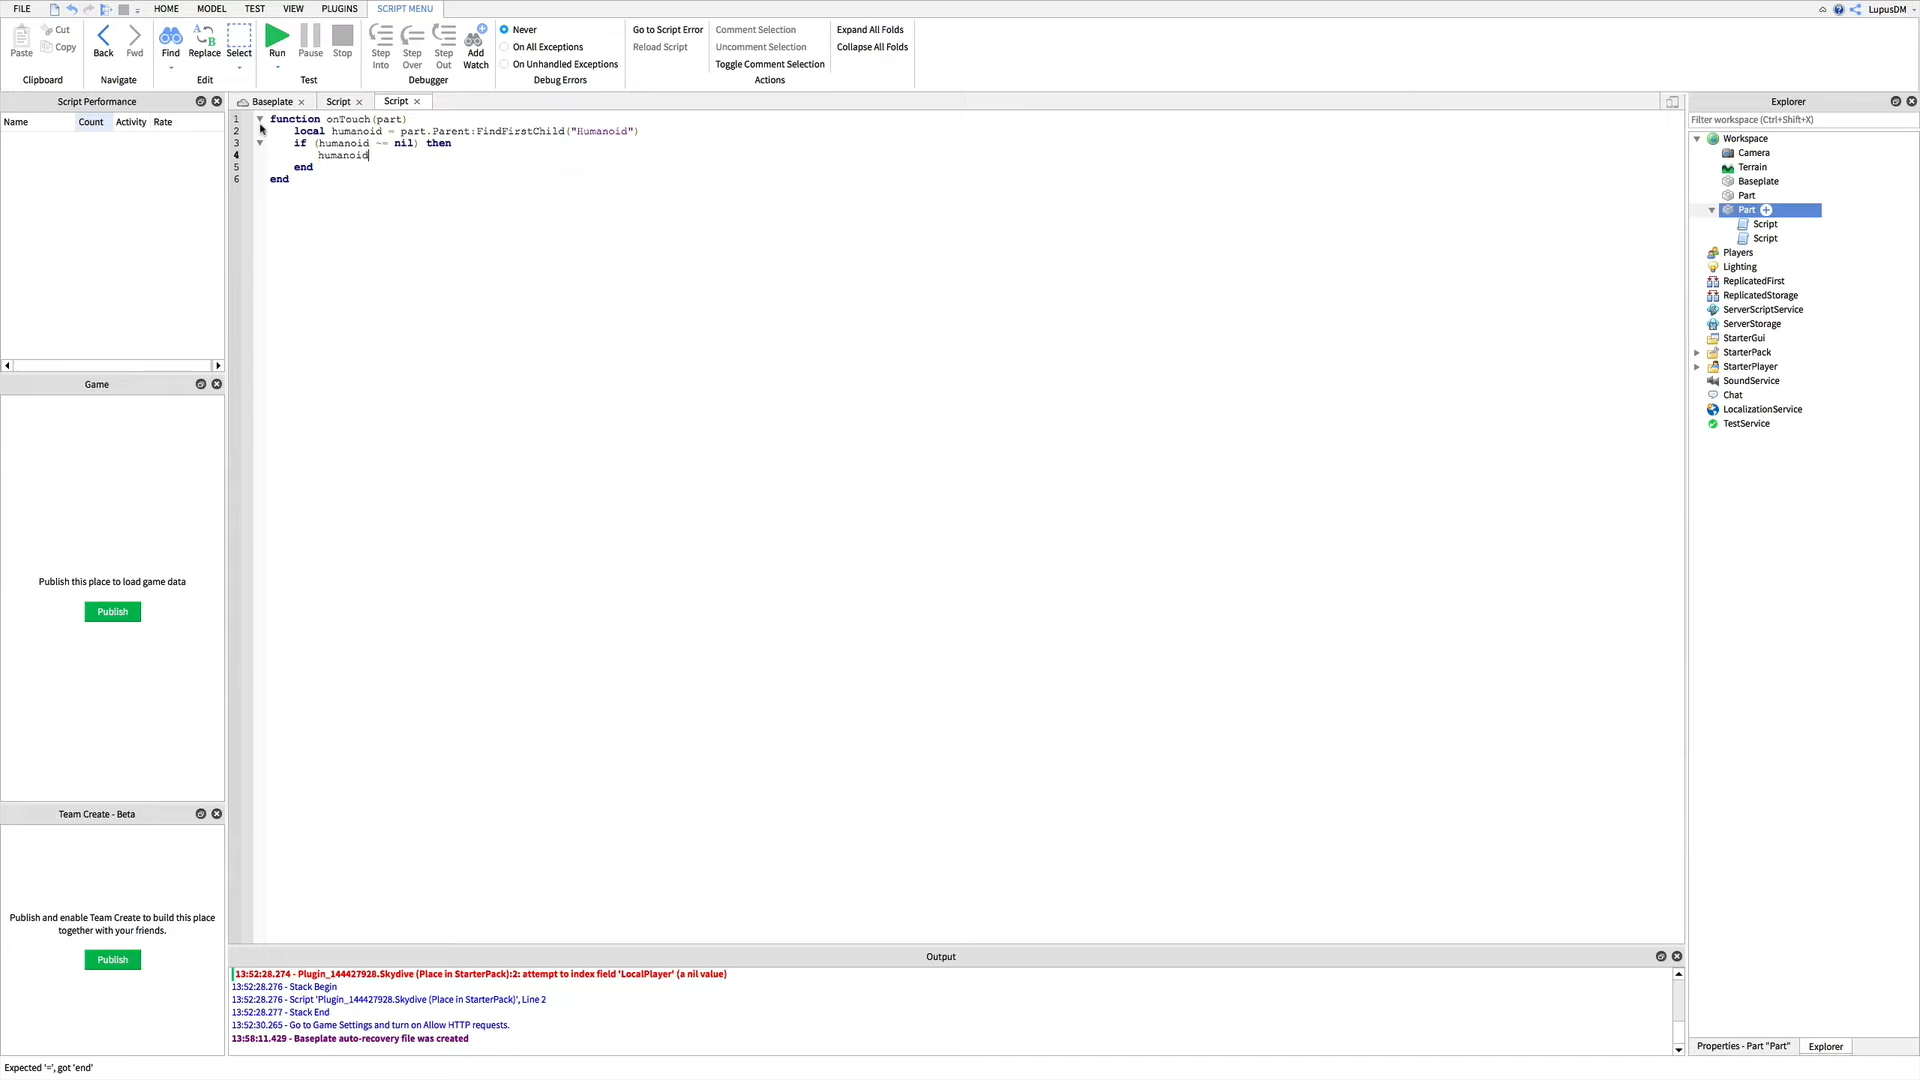 FILE HOME MODEL TEST VIEW PLUGINS SCRIPT MENU LupusDM
Paste
Cut
Copy
Clipboard
Back
Fwd
Navigate
Find
Replace
Select
Edit
Run
Pause
Stop
Test
Step Into
Step Over
Step Out
Add Watch
Debugger
Never
On All Exceptions
On Unhandled Exceptions
Debug Errors
Go to Script Error
Reload Script
Comment Selection
Uncomment Selection
Toggle Comment Selection
Actions
Expand All Folds
Collapse All Folds
Script Performance
Name Count Activity Rate
Game
Publish this place to load game data
Publish
Team Create - Beta
Publish and enable Team Create to build this place
together with your friends.
Publish
Baseplate Script Script
1 function onTouch(part)
2 local humanoid = part.Parent:FindFirstChild("Humanoid")
3 if (humanoid ~= nil) then
4 humanoid
5 end
6 end
Output
13:52:28.274 - Plugin_144427928.Skydive (Place in StarterPack):2: attempt to index field 'LocalPlayer' (a nil value)
13:52:28.276 - Stack Begin
13:52:28.276 - Script 'Plugin_144427928.Skydive (Place in StarterPack)', Line 2
13:52:28.277 - Stack End
13:52:30.265 - Go to Game Settings and turn on Allow HTTP requests.
13:58:11.429 - Baseplate auto-recovery file was created
Explorer
Filter workspace (Ctrl+Shift+X)
Workspace
Camera
Terrain
Baseplate
Part
Part
Script
Script
Players
Lighting
ReplicatedFirst
ReplicatedStorage
ServerScriptService
ServerStorage
StarterGui
StarterPack
StarterPlayer
SoundService
Chat
LocalizationService
TestService
Properties - Part "Part" Explorer
Expected '=', got 'end'